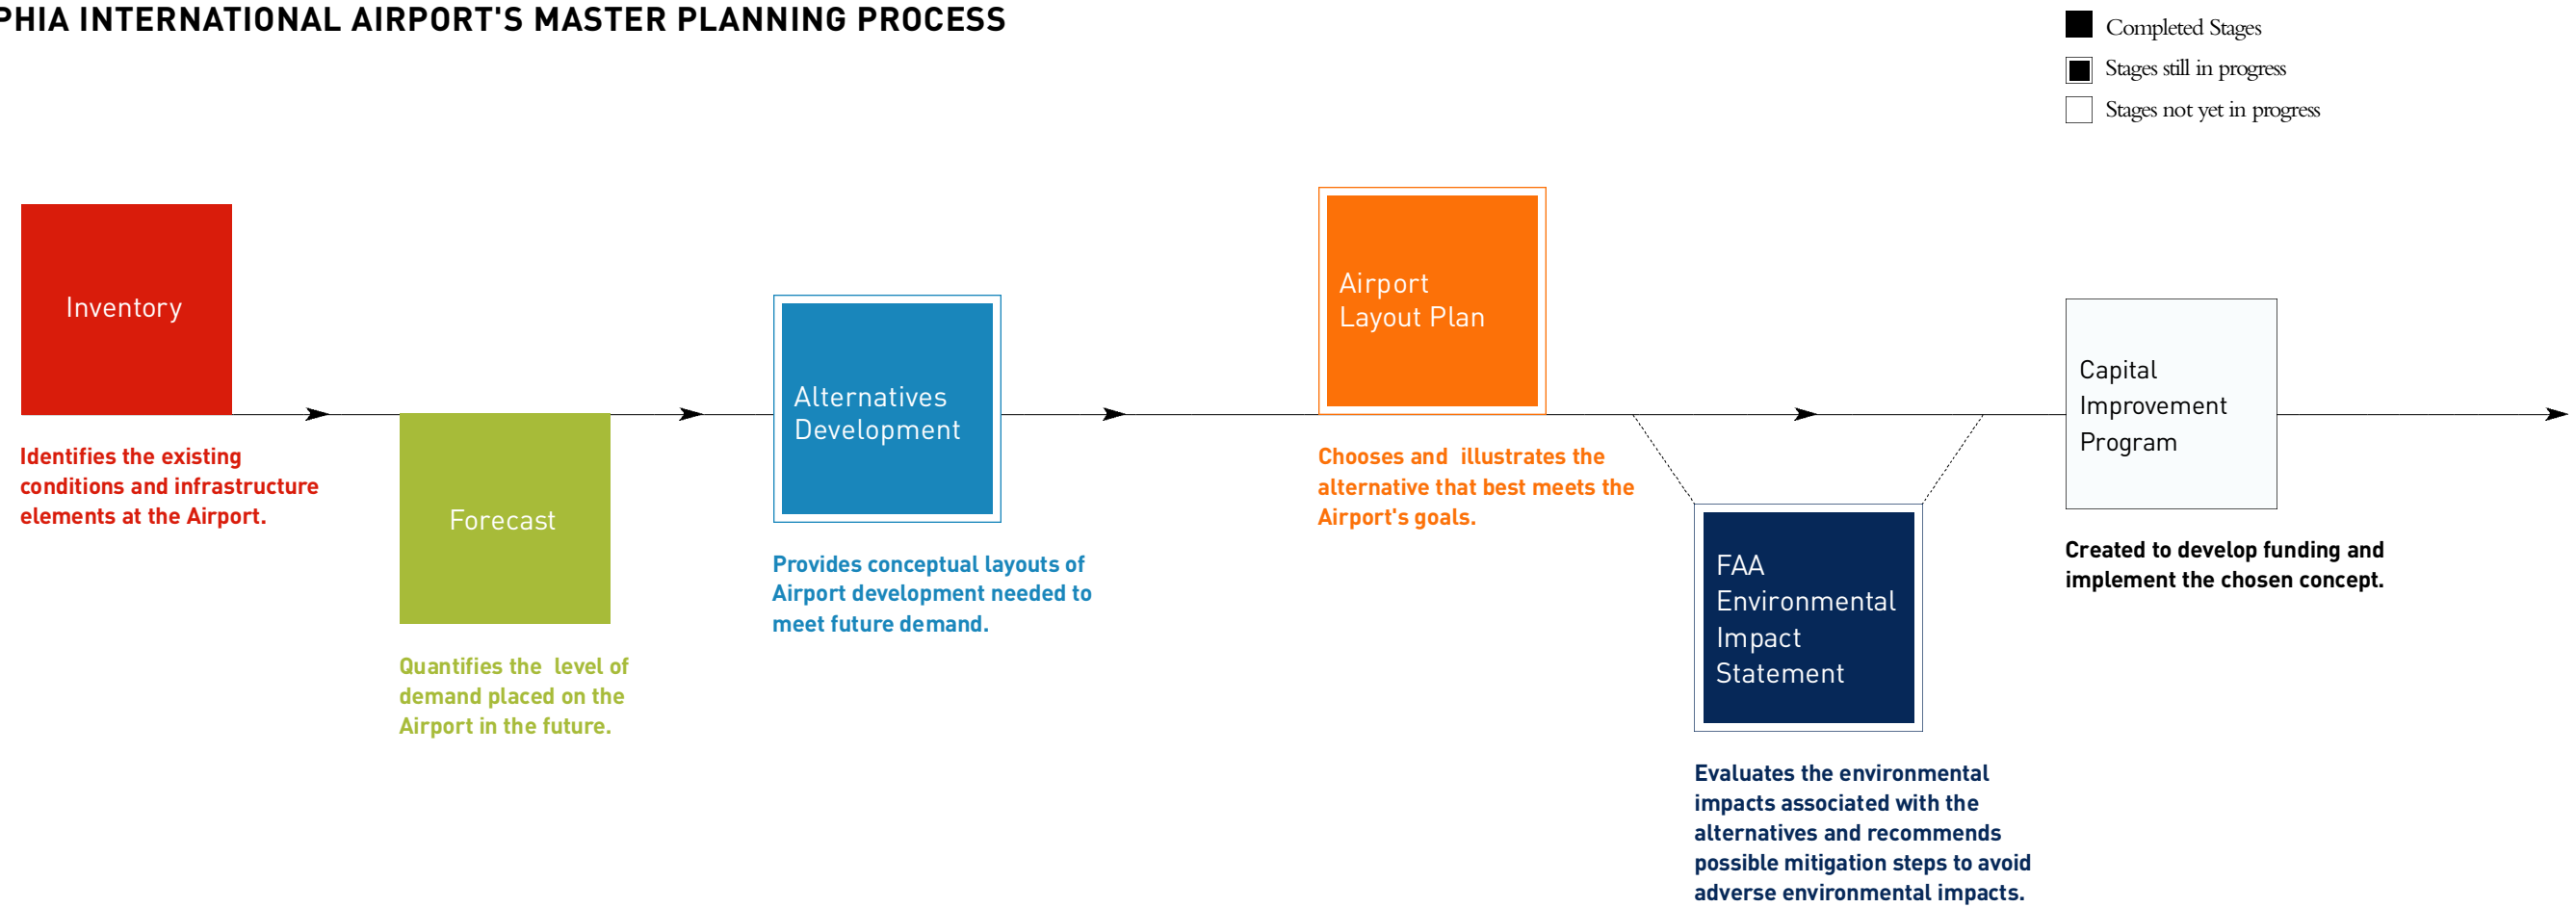 PHIA INTERNATIONAL AIRPORT'S MASTER PLANNING PROCESS
Completed Stages
Stages still in progress
Stages not yet in progress
Inventory
Identifies the existing
conditions and infrastructure
elements at the Airport.
Forecast
Quantifies the level of
demand placed on the
Airport in the future.
Alternatives
Development
Provides conceptual layouts of
Airport development needed to
meet future demand.
Airport
Layout Plan
Chooses and illustrates the
alternative that best meets the
Airport's goals.
FAA
Environmental
Impact
Statement
Evaluates the environmental
impacts associated with the
alternatives and recommends
possible mitigation steps to avoid
adverse environmental impacts.
Capital
Improvement
Program
Created to develop funding and
implement the chosen concept.